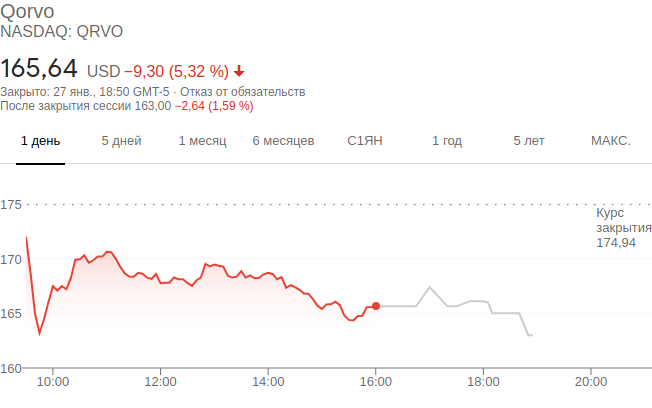 Qorvo
NASDAQ: QRVO
165,64 USD −9,30 (5,32 %)
Закрыто: 27 янв., 18:50 GMT-5 · Отказ от обязательств
После закрытия сессии 163,00 −2,64 (1,59 %)
1 день 5 дней 1 месяц 6 месяцев С1ЯН 1 год 5 лет МАКС.
175
Курс
закрытия
174,94
170
165
160
10:00 12:00 14:00 16:00 18:00 20:00